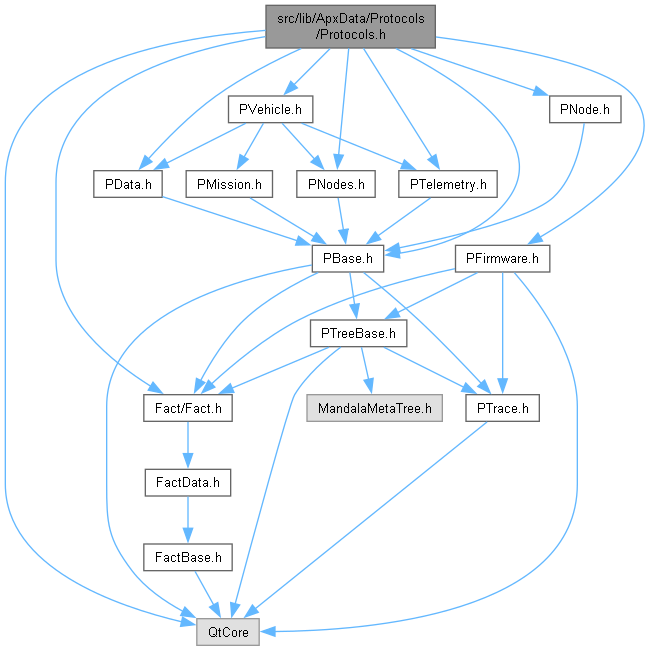 src/lib/ApxData/Protocols
/Protocols.h
PVehicle.h
PNode.h
PData.h
PMission.h
PNodes.h
PTelemetry.h
PBase.h
PFirmware.h
PTreeBase.h
Fact/Fact.h
MandalaMetaTree.h
PTrace.h
FactData.h
FactBase.h
QtCore